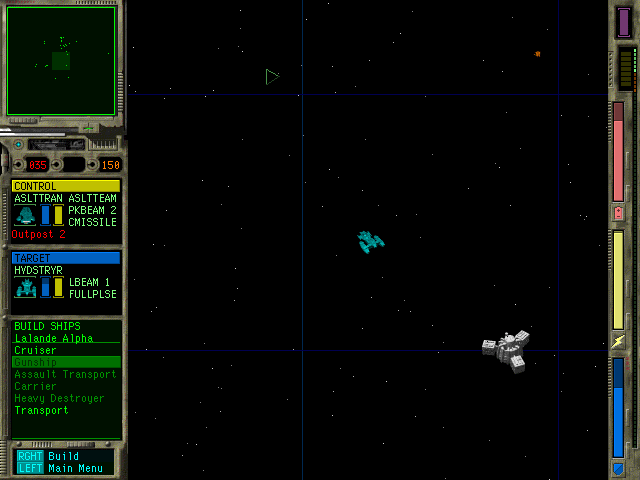 035 150
CONTROL
ASLTTRAN ASLTTEAM
PKBEAM 2
CMISSILE
Outpost 2
TARGET
HVDSTRYR
LBEAM 1
FULLPLSE
BUILD SHIPS
Lalande Alpha
Cruiser
Gunship
Assault Transport
Carrier
Heavy Destroyer
Transport
RGHT Build
LEFT Main Menu